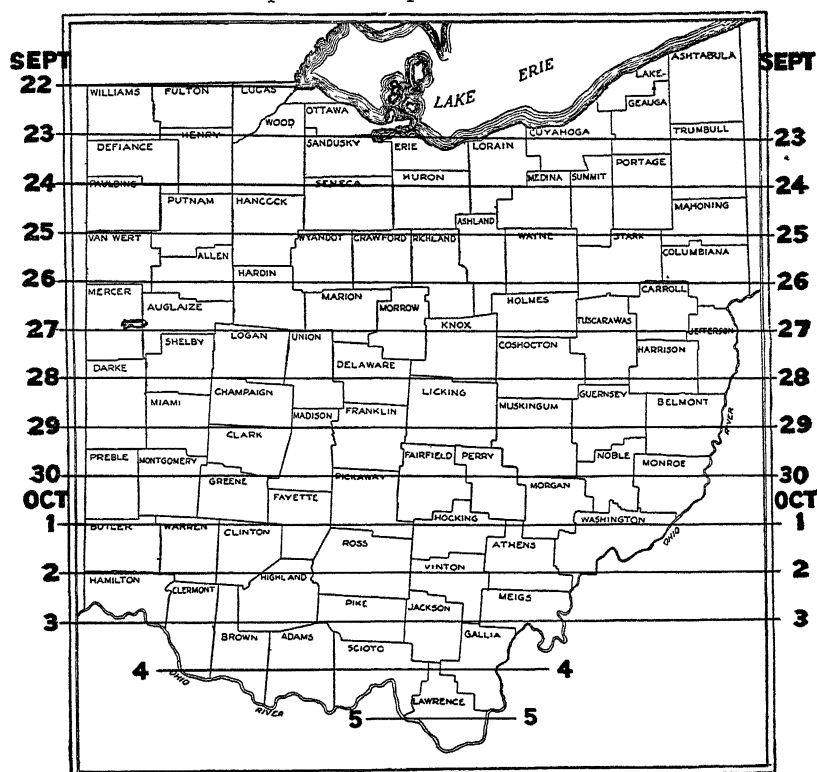 SEPT SEPT
ASHTABULA
LAKE ERIE
LAKE
22
WILLIAMS FULTON LUCAS
GEAUGA
OTTAWA
WOOD
23 HENRY CUYAHOGA TRUMBULL 23
DEFIANCE SANDUSKY ERIE LORAIN
PORTAGE
HURON
24 PAULDING SENECA MEDINA SUMMIT 24
PUTNAM HANCOCK
MAHONING
ASHLAND
25 VAN WERT WYANDOT CRAWFORD RICHLAND WAYNE STARK 25
ALLEN COLUMBIANA
HARDIN
26 26
MERCER CARROLL
MARION HOLMES
AUGLAIZE MORROW
TUSCARAWAS
KNOX
27 LOGAN UNION JEFFERSON 27
SHELBY COSHOCTON
HARRISON
DELAWARE
DARKE
28 28
CHAMPAIGN LICKING GUERNSEY
MIAMI MUSKINGUM BELMONT
MADISON FRANKLIN
RIVER
29 29
CLARK
PREBLE MONTGOMERY FAIRFIELD PERRY NOBLE
MONROE
30 PICKAWAY 30
GREENE MORGAN
OCT FAYETTE OCT
HOCKING WASHINGTON
1 BUTLER WARREN 1
CLINTON
OHIO
ROSS ATHENS
VINTON
2 2
HAMILTON HIGHLAND
CLERMONT
MEIGS
PIKE JACKSON
3 3
GALLIA
BROWN ADAMS
SCIOTO
4 4
OHIO
LAWRENCE
RIVER
5 5